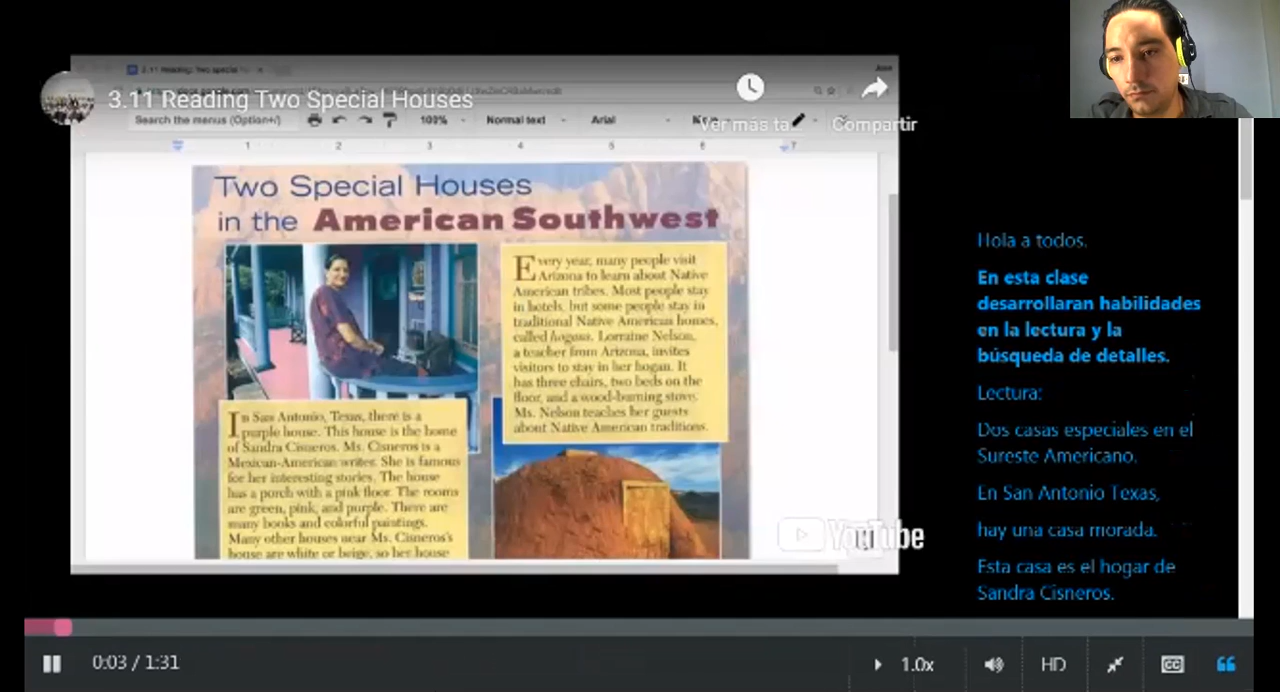 3.11 Reading Two Special Houses
Compartir
Search the menus (Option+/)
100%
Normal text
Arial
1 2 3 4 5 6 7
Two Special Houses
in the American Southwest
Every year, many people visit
Arizona to learn about Native
American tribes. Most people stay
in hotels, but some people stay in
traditional Native American homes,
called hogans. Lorraine Nelson,
a teacher from Arizona, invites
visitors to stay in her hogan. It
has three chairs, two beds on the
floor, and a wood-burning stove.
Ms. Nelson teaches her guests
about Native American traditions.
In San Antonio, Texas, there is a
purple house. This house is the home
of Sandra Cisneros. Ms. Cisneros is a
Mexican-American writer. She is famous
for her interesting stories. The house
has a porch with a pink floor. The rooms
are green, pink, and purple. There are
many books and colorful paintings.
Many other houses near Ms. Cisneros's
house are white or beige, so her house
YouTube
Hola a todos.
En esta clase
desarrollaran habilidades
en la lectura y la
búsqueda de detalles.
Lectura:
Dos casas especiales en el
Sureste Americano.
En San Antonio Texas,
hay una casa morada.
Esta casa es el hogar de
Sandra Cisneros.
0:03 / 1:31
1.0x
HD
CC